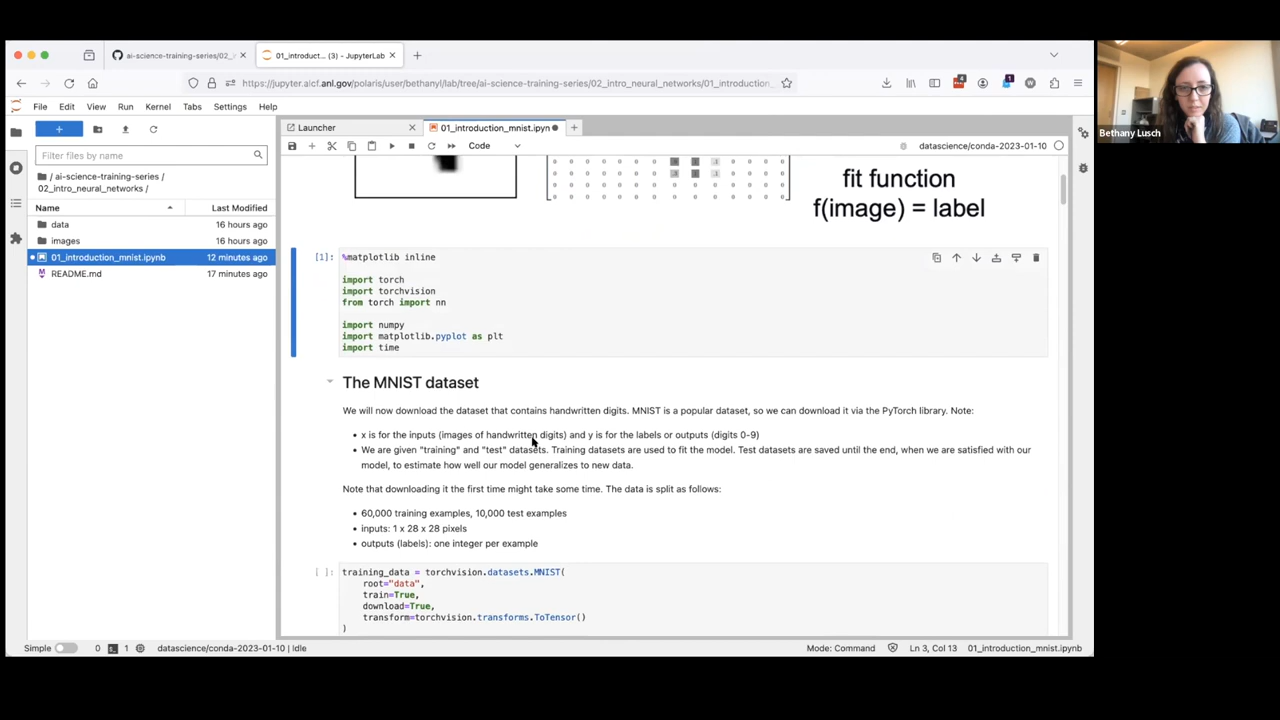 ai-science-training-series/02_i
01_introduct... (3) - JupyterLab
https://jupyter.alcf.anl.gov/polaris/user/bethanyl/lab/tree/ai-science-training-series/02_intro_neural_networks/01_introduction_
4
1
W
File Edit View Run Kernel Tabs Settings Help
Launcher
01_introduction_mnist.ipyn
Code
datascience/conda-2023-01-10
Filter files by name
/ ai-science-training-series /
02_intro_neural_networks /
Name Last Modified
data 16 hours ago
images 16 hours ago
01_introduction_mnist.ipynb 12 minutes ago
README.md 17 minutes ago
fit function
f(image) = label
[1]:
%matplotlib inline
import torch
import torchvision
from torch import nn
import numpy
import matplotlib.pyplot as plt
import time
The MNIST dataset
We will now download the dataset that contains handwritten digits. MNIST is a popular dataset, so we can download it via the PyTorch library. Note:
• x is for the inputs (images of handwritten digits) and y is for the labels or outputs (digits 0-9)
• We are given "training" and "test" datasets. Training datasets are used to fit the model. Test datasets are saved until the end, when we are satisfied with our
model, to estimate how well our model generalizes to new data.
Note that downloading it the first time might take some time. The data is split as follows:
• 60,000 training examples, 10,000 test examples
• inputs: 1 x 28 x 28 pixels
• outputs (labels): one integer per example
[ ]:
training_data = torchvision.datasets.MNIST(
root="data",
train=True,
download=True,
transform=torchvision.transforms.ToTensor()
)
Simple 0 1 datascience/conda-2023-01-10 | Idle
Mode: Command Ln 3, Col 13 01_introduction_mnist.ipynb
Bethany Lusch